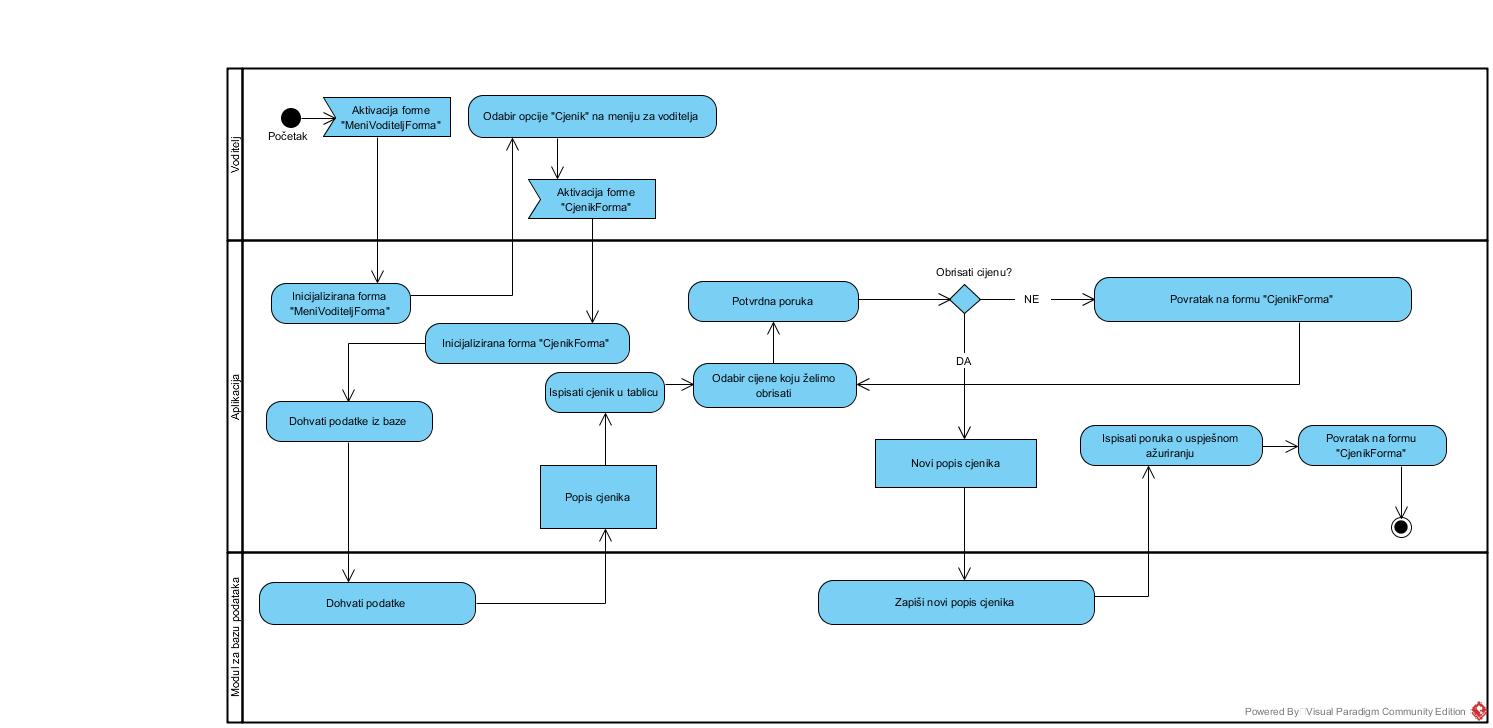 Voditelj
Početak
Aktivacija forme
"MeniVoditeljForma"
Odabir opcije "Cjenik" na meniju za voditelja
Aktivacija forme
"CjenikForma"
Aplikacija
Inicijalizirana forma
"MeniVoditeljForma"
Inicijalizirana forma "CjenikForma"
Dohvati podatke iz baze
Ispisati cjenik u tablicu
Popis cjenika
Potvrdna poruka
Odabir cijene koju želimo
obrisati
Obrisati cijenu?
NE
DA
Povratak na formu "CjenikForma"
Novi popis cjenika
Ispisati poruka o uspješnom
ažuriranju
Povratak na formu
"CjenikForma"
Modul za bazu podataka
Dohvati podatke
Zapiši novi popis cjenika
Powered By Visual Paradigm Community Edition